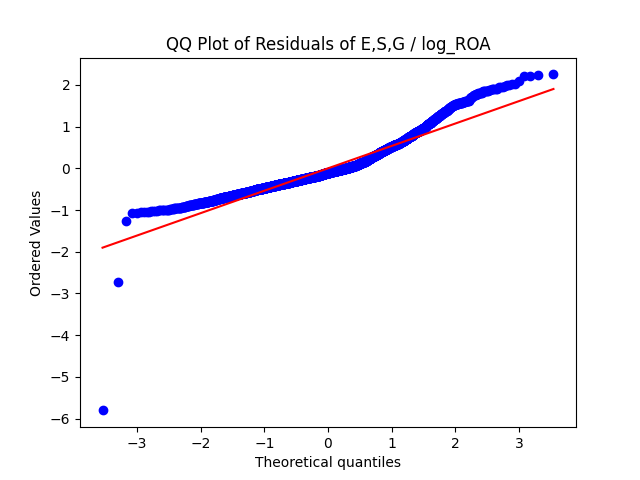 QQ Plot of Residuals of E,S,G / log_ROA
Ordered Values
2
1
0
−1
−2
−3
−4
−5
−6
−3 −2 −1 0 1 2 3
Theoretical quantiles